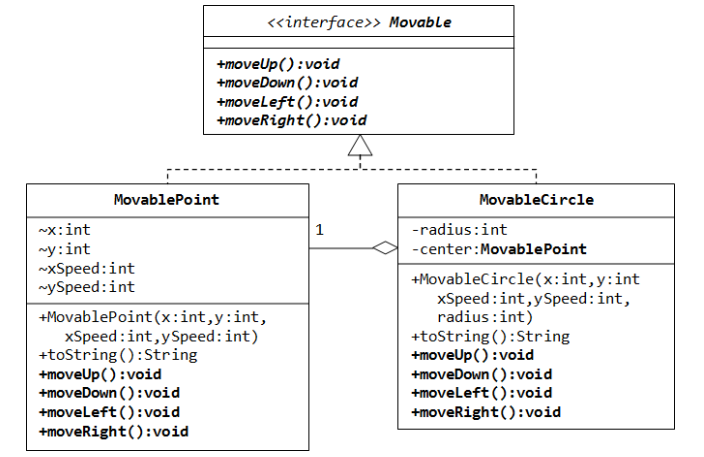 <<interface>> Movable
+moveUp():void
+moveDown():void
+moveLeft():void
+moveRight():void
MovablePoint
~x:int
~y:int
~xSpeed:int
~ySpeed:int
+MovablePoint(x:int,y:int,
xSpeed:int,ySpeed:int)
+toString():String
+moveUp():void
+moveDown():void
+moveLeft():void
+moveRight():void
1
MovableCircle
-radius:int
-center:MovablePoint
+MovableCircle(x:int,y:int
xSpeed:int,ySpeed:int,
radius:int)
+toString():String
+moveUp():void
+moveDown():void
+moveLeft():void
+moveRight():void